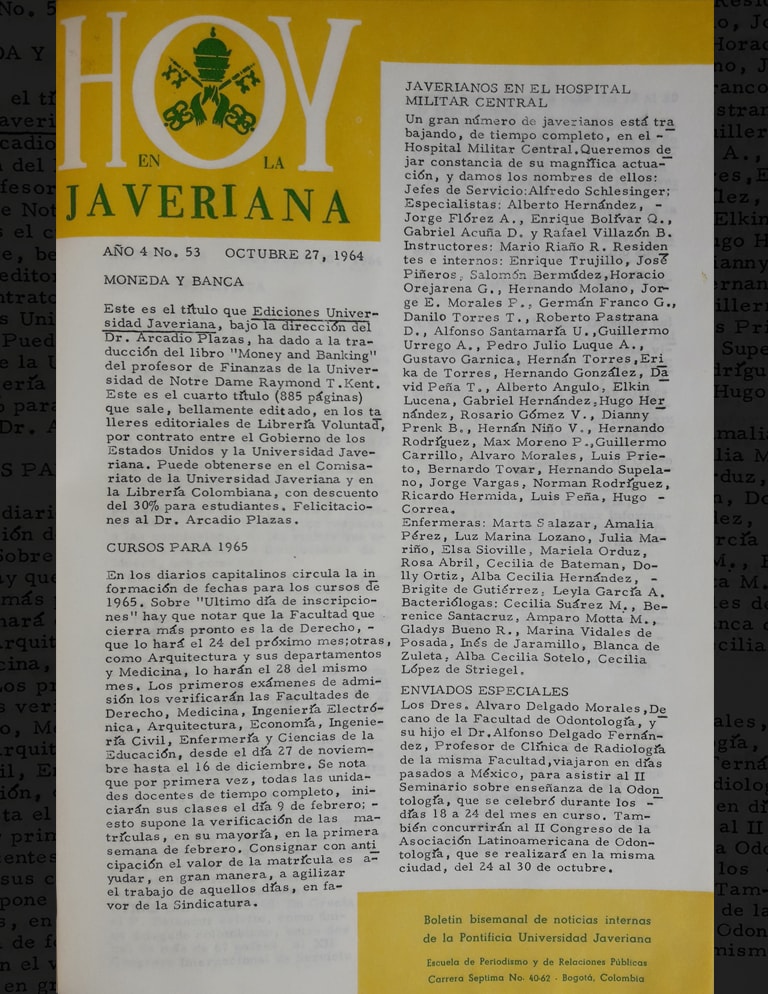 HOY
EN LA
JAVERIANA
AÑO 4 No. 53 OCTUBRE 27, 1964
MONEDA Y BANCA
Este es el título que Ediciones Univer-
sidad Javeriana, bajo la dirección del
Dr. Arcadio Plazas, ha dado a la tra-
ducción del libro "Money and Banking"
del profesor de Finanzas de la Univer-
sidad de Notre Dame Raymond T.Kent.
Este es el cuarto título (885 páginas)
que sale, bellamente editado, en los ta
lleres editoriales de Librería Voluntad,
por contrato entre el Gobierno de los
Estados Unidos y la Universidad Jave-
riana. Puede obtenerse en el Comisa-
riato de la Universidad Javeriana y en
la Librería Colombiana, con descuento
del 30% para estudiantes. Felicitacio-
nes al Dr. Arcadio Plazas.
CURSOS PARA 1965
En los diarios capitalinos circula la in
formación de fechas para los cursos de
1965. Sobre "Ultimo día de inscripcio-
nes" hay que notar que la Facultad que
cierra más pronto es la de Derecho, -
que lo hará el 24 del próximo mes;otras,
como Arquitectura y sus departamentos
y Medicina, lo harán el 28 del mismo
mes. Los primeros exámenes de admi-
sión los verificarán las Facultades de
Derecho, Medicina, Ingeniería Electró-
nica, Arquitectura, Economía, Ingenie-
ría Civil, Enfermería y Ciencias de la
Educación, desde el día 27 de noviem-
bre hasta el 16 de diciembre. Se nota
que por primera vez, todas las unida-
des docentes de tiempo completo, ini-
ciarán sus clases el día 9 de febrero; -
esto supone la verificación de las ma-
trículas, en su mayoría, en la primera
semana de febrero. Consignar con anti
cipación el valor de la matrícula es a-
yudar, en gran manera, a agilizar
el trabajo de aquellos días, en fa-
vor de la Sindicatura.
JAVERIANOS EN EL HOSPITAL
MILITAR CENTRAL
Un gran número de javerianos está tra
bajando, de tiempo completo, en el -
Hospital Militar Central.Queremos de
jar constancia de su magnífica actua-
ción, y damos los nombres de ellos:
Jefes de Servicio:Alfredo Schlesinger;
Especialistas: Alberto Hernández, -
Jorge Flórez A., Enrique Bolívar Q.,
Gabriel Acuña D. y Rafael Villazón B.
Instructores: Mario Riaño R. Residen
tes e internos: Enrique Trujillo, José
Piñeros, Salomón Bermúdez,Horacio
Orejarena G., Hernando Molano, Jor-
ge E. Morales P., Germán Franco G.,
Danilo Torres T., Roberto Pastrana
D., Alfonso Santamaría U.,Guillermo
Urrego A., Pedro Julio Luque A.,
Gustavo Garnica, Hernán Torres,Eri
ka de Torres, Hernando González, Da
vid Peña T., Alberto Angulo, Elkin
Lucena, Gabriel Hernández,Hugo Her
nández, Rosario Gómez V., Dianny
Prenk B., Hernán Niño V., Hernando
Rodríguez, Max Moreno P.,Guillermo
Carrillo, Alvaro Morales, Luis Prie-
to, Bernardo Tovar, Hernando Supela-
no, Jorge Vargas, Norman Rodríguez,
Ricardo Hermida, Luis Peña, Hugo -
Correa.
Enfermeras: Marta Salazar, Amalia
Pérez, Luz Marina Lozano, Julia Ma-
riño, Elsa Sioville, Mariela Orduz,
Rosa Abril, Cecilia de Bateman, Do-
lly Ortiz, Alba Cecilia Hernández, -
Brigite de Gutiérrez, Leyla García A.
Bacteriólogas: Cecilia Suárez M., Be-
renice Santacruz, Amparo Motta M.,
Gladys Bueno R., Marina Vidales de
Posada, Inés de Jaramillo, Blanca de
Zuleta, Alba Cecilia Sotelo, Cecilia
López de Striegel.
ENVIADOS ESPECIALES
Los Dres. Alvaro Delgado Morales,De
cano de la Facultad de Odontología, y
su hijo el Dr.Alfonso Delgado Fernán-
dez, Profesor de Clínica de Radiología
de la misma Facultad,viajaron en días
pasados a México, para asistir al II
Seminario sobre enseñanza de la Odon
tología, que se celebró durante los -
días 18 a 24 del mes en curso. Tam-
bién concurrirán al II Congreso de la
Asociación Latinoamericana de Odon-
tología, que se realizará en la misma
ciudad, del 24 al 30 de octubre.
Boletín bisemanal de noticias internas
de la Pontificia Universidad Javeriana
Escuela de Periodismo y de Relaciones Públicas
Carrera Septima No. 40-62 - Bogotá, Colombia